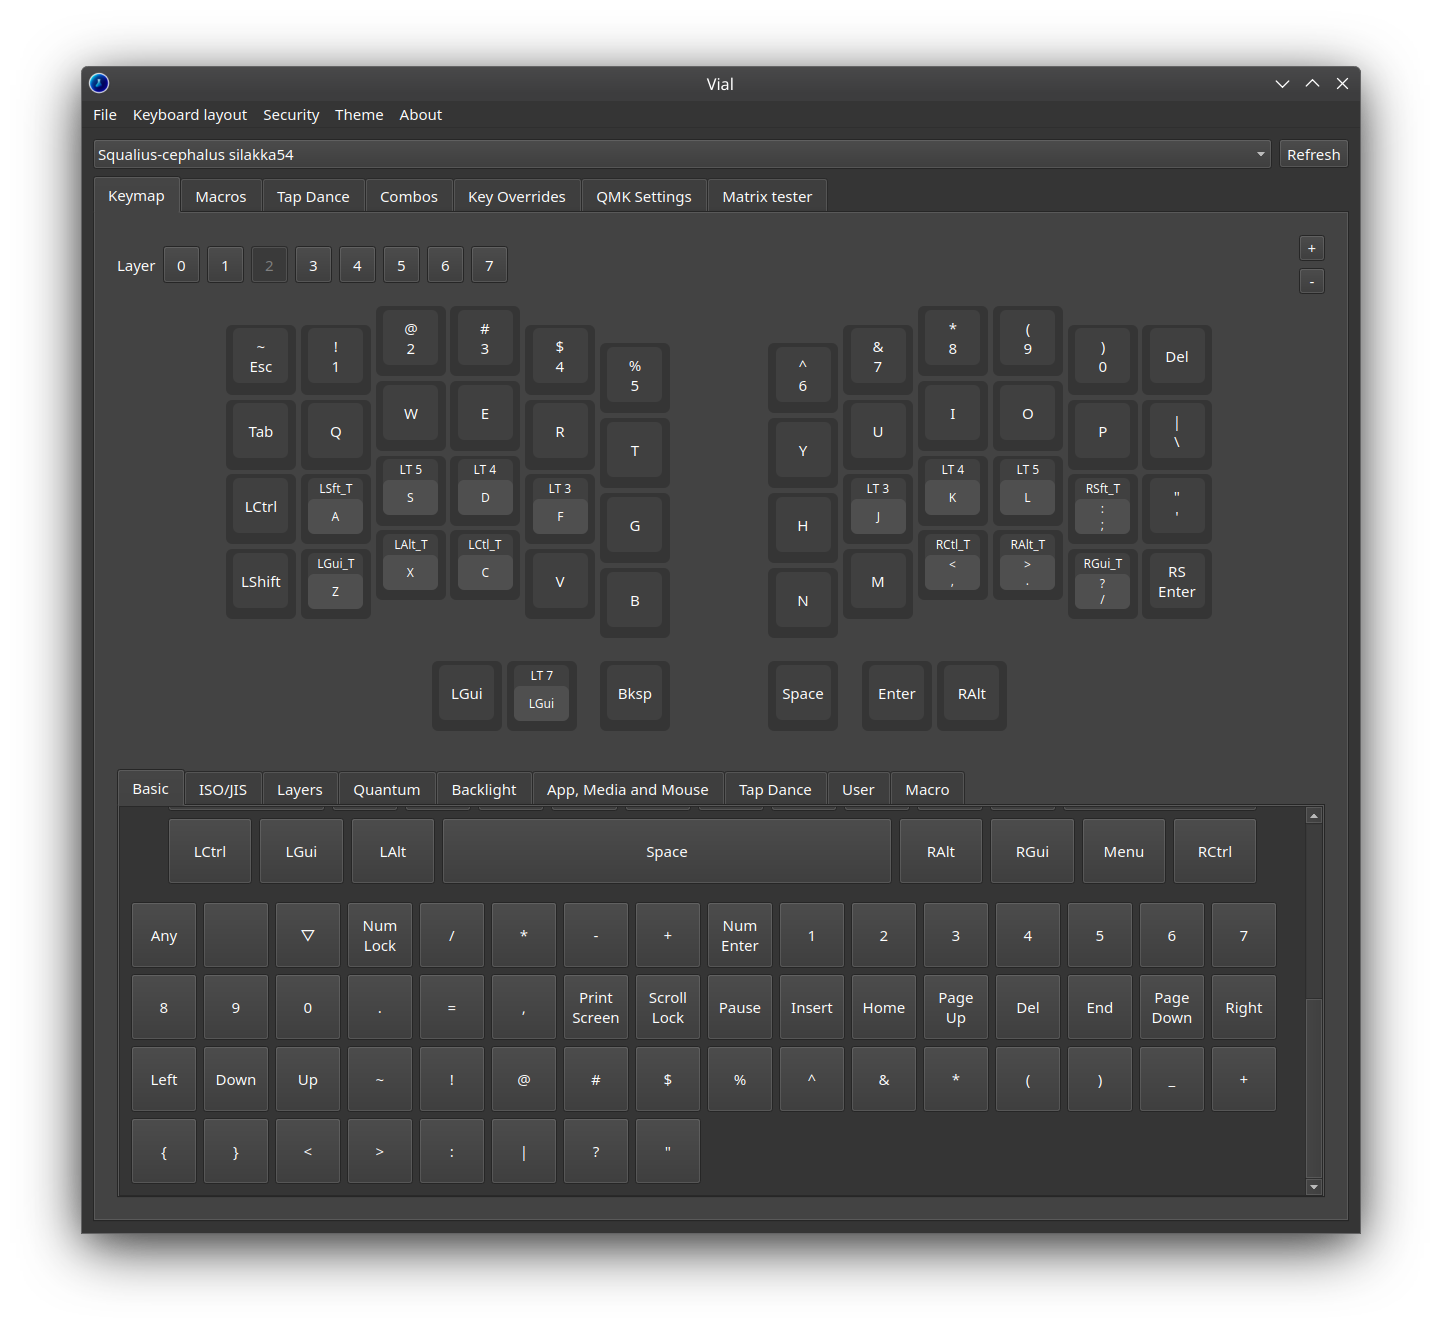 Vial
File Keyboard layout Security Theme About
Squalius-cephalus silakka54 Refresh
Keymap Macros Tap Dance Combos Key Overrides QMK Settings Matrix tester
+
Layer 0 1 2 3 4 5 6 7
-
@ # * (
~ ! 2 3 $ & 8 9 )
Esc 1 4 % ^ 7 0 Del
5 6
W E I O
Tab Q R U P |
\
T Y
LT 5 LT 4 LT 4 LT 5
LSft_T S D LT 3 LT 3 K L RSft_T "
LCtrl A F J : '
;
G H
LAlt_T LCtl_T RCtl_T RAlt_T
LGui_T X C < > RGui_T RS
, .
LShift Z V M ? Enter
/
B N
LT 7
LGui LGui Bksp Space Enter RAlt
Basic ISO/JIS Layers Quantum Backlight App, Media and Mouse Tap Dance User Macro
LCtrl LGui LAlt Space RAlt RGui Menu RCtrl
Any ▽ Num Lock / * - + Num Enter 1 2 3 4 5 6 7
8 9 0 . = , Print Screen Scroll Lock Pause Insert Home Page Up Del End Page Down Right
Left Down Up ~ ! @ # $ % ^ & * ( ) _ +
{ } < > : | ? "